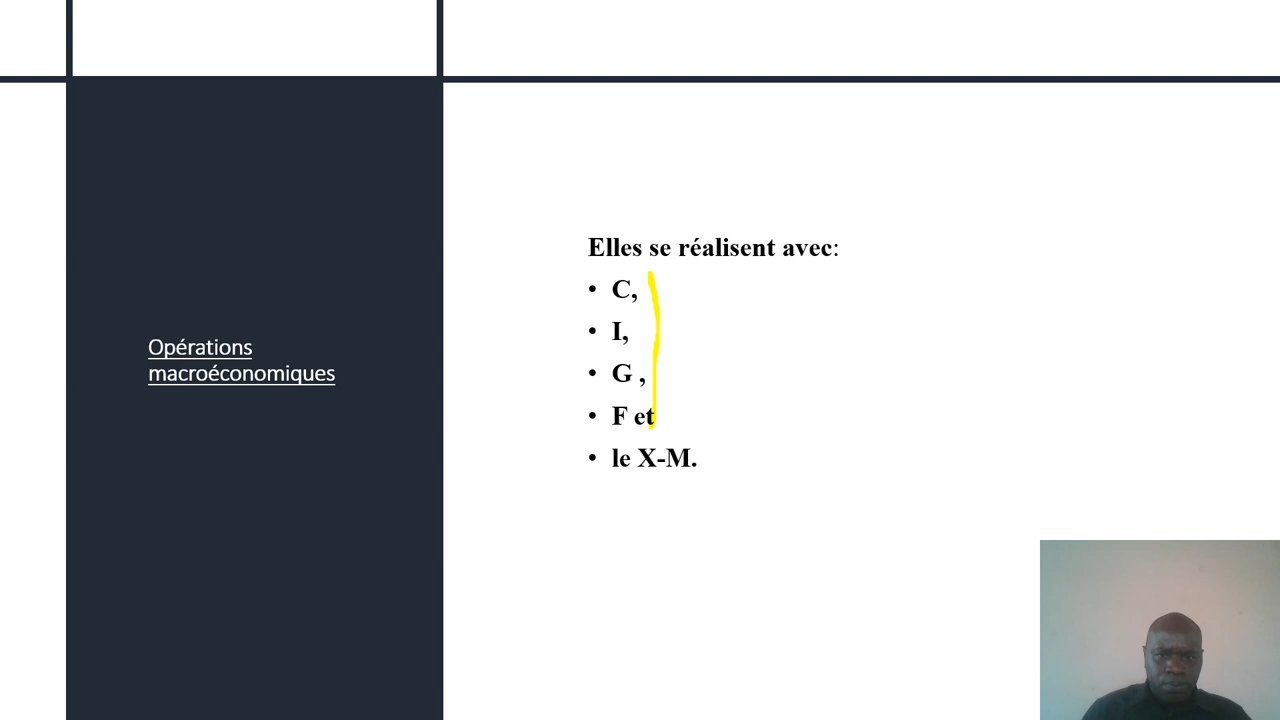 Opérations
macroéconomiques
Elles se réalisent avec:
• C,
• I,
• G ,
• F et
• le X-M.